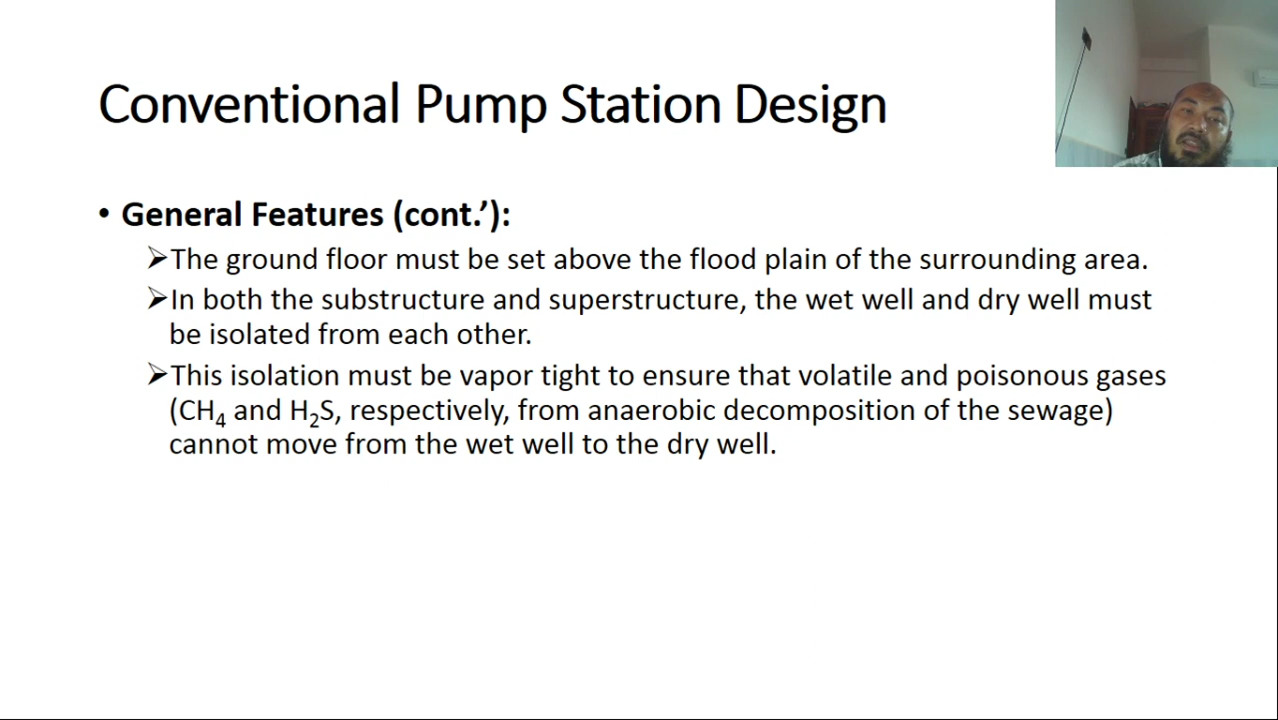 Conventional Pump Station Design
• General Features (cont.’):
➢The ground floor must be set above the flood plain of the surrounding area.
➢In both the substructure and superstructure, the wet well and dry well must
be isolated from each other.
➢This isolation must be vapor tight to ensure that volatile and poisonous gases
(CH₄ and H₂S, respectively, from anaerobic decomposition of the sewage)
cannot move from the wet well to the dry well.